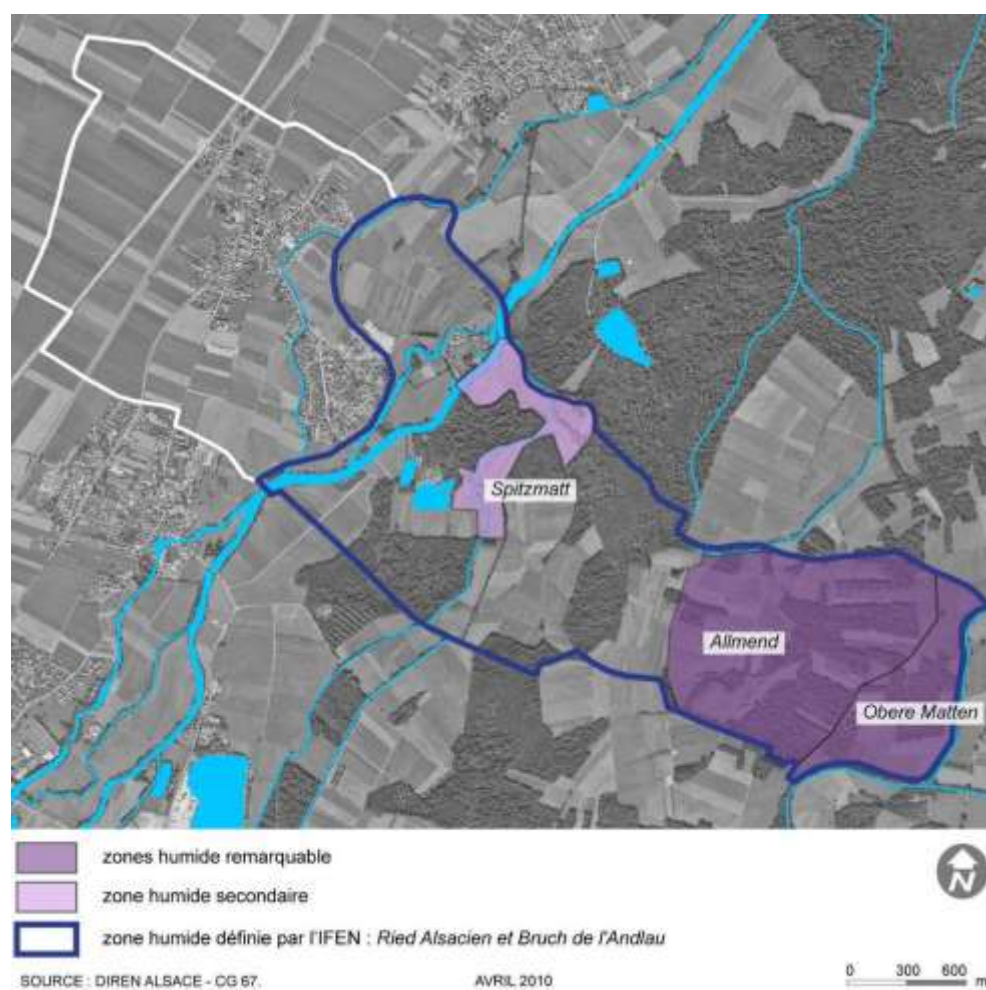 Spitzmatt
Allmend
Obere Matten
zones humide remarquable
zone humide secondaire
zone humide définie par l'IFEN : Ried Alsacien et Bruch de l'Andlau
N
SOURCE : DIREN ALSACE - CG 67.
AVRIL 2010
0 300 600 m